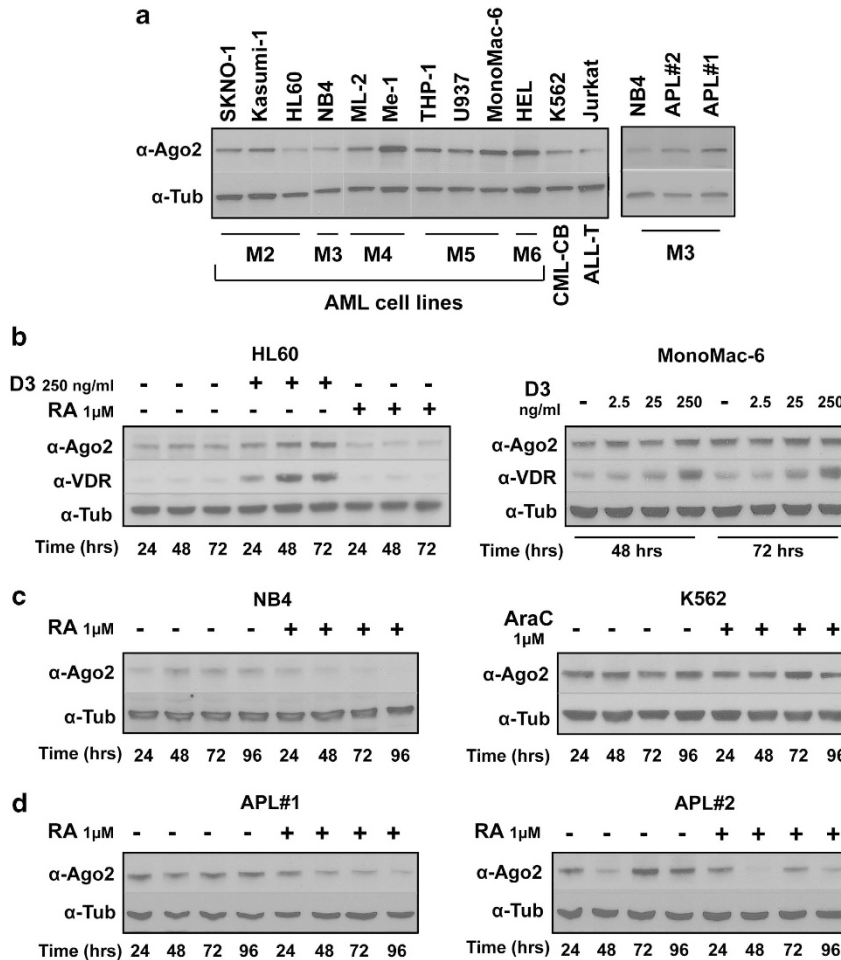 a
SKNO-1 Kasumi-1 HL60 NB4 ML-2 Me-1 THP-1 U937 MonoMac-6 HEL K562 Jurkat NB4 APL#2 APL#1
α-Ago2
α-Tub
M2 M3 M4 M5 M6 CML-CB ALL-T M3
AML cell lines
b
HL60 MonoMac-6
D3 250 ng/ml - - - + + + - - -
RA 1µM - - - - - - + + +
D3 ng/ml - 2.5 25 250 - 2.5 25 250
α-Ago2 α-Ago2
α-VDR α-VDR
α-Tub α-Tub
Time (hrs) 24 48 72 24 48 72 24 48 72 Time (hrs) 48 hrs 72 hrs
c
NB4 K562
RA 1µM - - - - + + + + AraC 1µM - - - - + + + +
α-Ago2 α-Ago2
α-Tub α-Tub
Time (hrs) 24 48 72 96 24 48 72 96 Time (hrs) 24 48 72 96 24 48 72 96
d
APL#1 APL#2
RA 1µM - - - - + + + + RA 1µM - - - - + + + +
α-Ago2 α-Ago2
α-Tub α-Tub
Time (hrs) 24 48 72 96 24 48 72 96 Time (hrs) 24 48 72 96 24 48 72 96